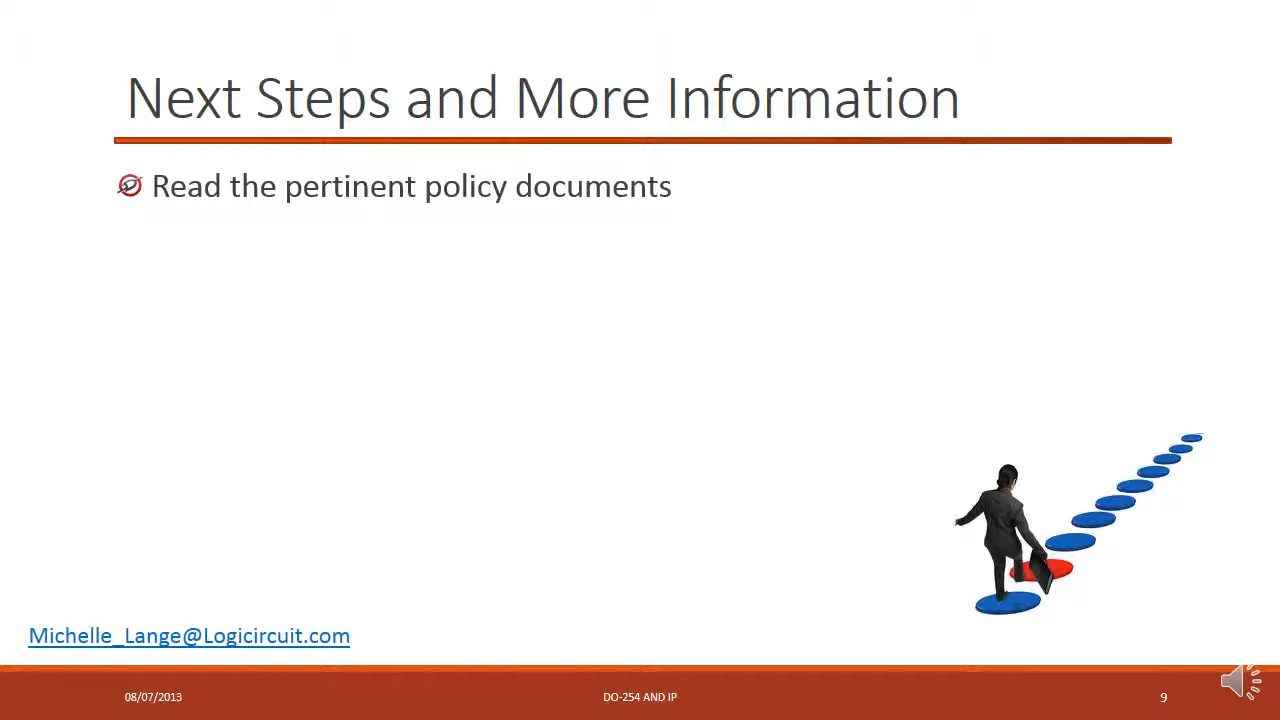 Next Steps and More Information
Read the pertinent policy documents
Michelle_Lange@Logicircuit.com
08/07/2013
DO-254 AND IP
9